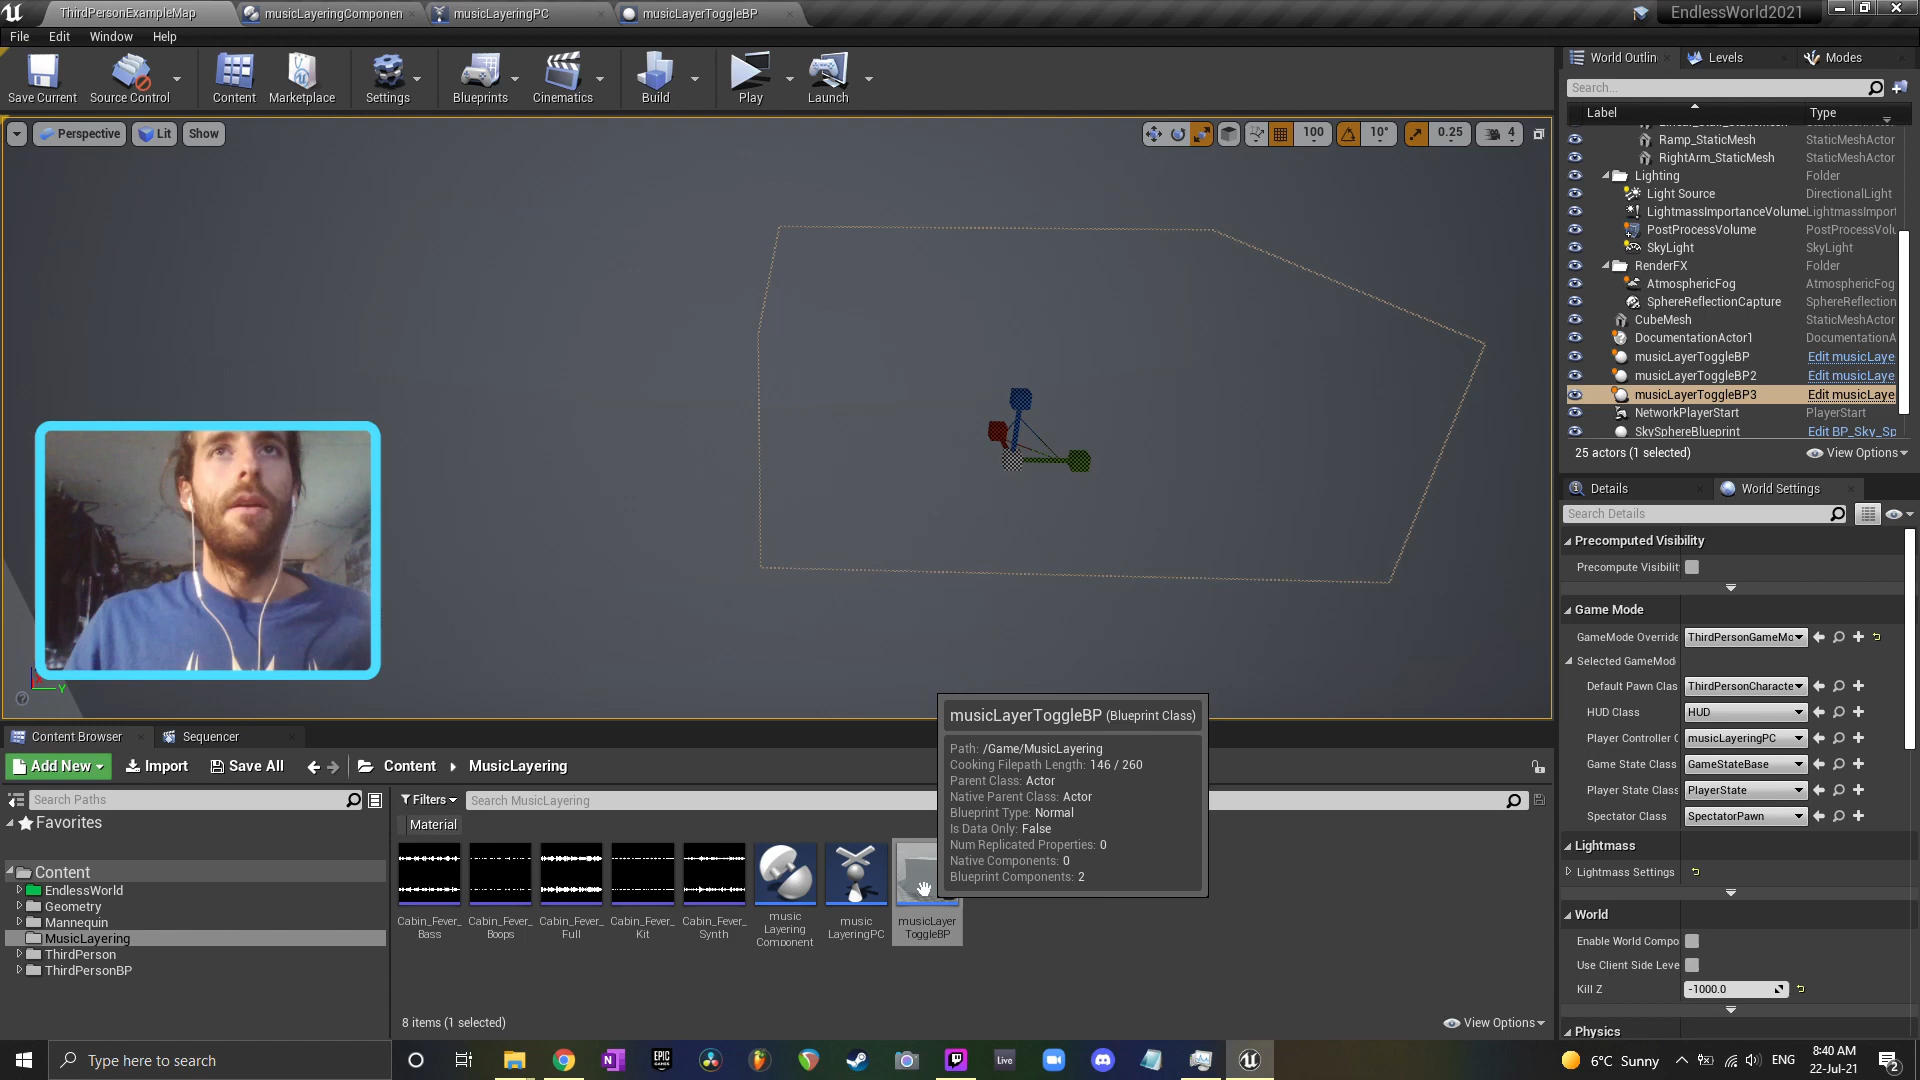 ThirdPersonExampleMap
musicLayeringComponen
musicLayeringPC
musicLayerToggleBP
EndlessWorld2021
File Edit Window Help
Save Current
Source Control
Content
Marketplace
Settings
Blueprints
Cinematics
Build
Play
Launch
Perspective
Lit
Show
100
10°
0.25
4
World Outlin
Levels
Modes
Search...
Label Type
Ramp_StaticMesh StaticMeshActor
RightArm_StaticMesh StaticMeshActor
Lighting Folder
Light Source DirectionalLight
LightmassImportanceVolume LightmassImport
PostProcessVolume PostProcessVolu
SkyLight SkyLight
RenderFX Folder
AtmosphericFog AtmosphericFog
SphereReflectionCapture SphereReflection
CubeMesh StaticMeshActor
DocumentationActor1 DocumentationA
musicLayerToggleBP Edit musicLaye
musicLayerToggleBP2 Edit musicLaye
musicLayerToggleBP3 Edit musicLaye
NetworkPlayerStart PlayerStart
SkySphereBlueprint Edit BP_Sky_Sp
25 actors (1 selected)
View Options
Details
World Settings
Search Details
Precomputed Visibility
Precompute Visibilit
Game Mode
GameMode Override ThirdPersonGameMo
Selected GameMod
Default Pawn Clas ThirdPersonCharacte
HUD Class HUD
Player Controller C musicLayeringPC
Game State Class GameStateBase
Player State Class PlayerState
Spectator Class SpectatorPawn
Lightmass
Lightmass Settings
World
Enable World Compo
Use Client Side Leve
Kill Z -1000.0
Physics
Y
Content Browser
Sequencer
Add New
Import
Save All
Content
MusicLayering
Search Paths
Filters
Search MusicLayering
Favorites
Material
Content
EndlessWorld
Geometry
Mannequin
MusicLayering
ThirdPerson
ThirdPersonBP
Cabin_Fever_
Bass
Cabin_Fever_
Boops
Cabin_Fever_
Full
Cabin_Fever_
Kit
Cabin_Fever_
Synth
music
Layering
Component
music
LayeringPC
musicLayer
ToggleBP
musicLayerToggleBP (Blueprint Class)
Path: /Game/MusicLayering
Cooking Filepath Length: 146 / 260
Parent Class: Actor
Native Parent Class: Actor
Blueprint Type: Normal
Is Data Only: False
Num Replicated Properties: 0
Native Components: 0
Blueprint Components: 2
8 items (1 selected)
View Options
Type here to search
EPIC
GAMES
Live
6°C Sunny
ENG
8:40 AM
22-Jul-21
2